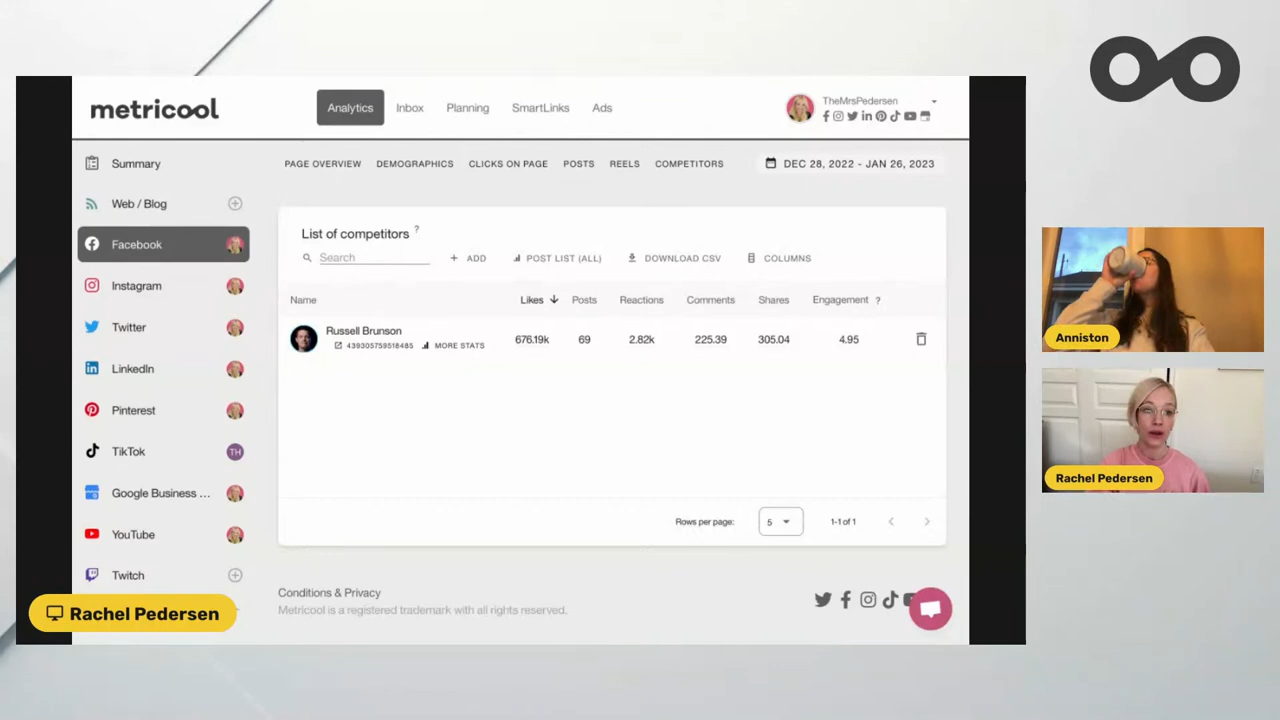 metricool
Analytics
Inbox
Planning
SmartLinks
Ads
TheMrsPedersen
Summary
Web / Blog
Facebook
Instagram
Twitter
LinkedIn
Pinterest
TikTok
TH
Google Business ...
YouTube
Twitch
PAGE OVERVIEW
DEMOGRAPHICS
CLICKS ON PAGE
POSTS
REELS
COMPETITORS
DEC 28, 2022 - JAN 26, 2023
List of competitors ?
Search
+ ADD
POST LIST (ALL)
DOWNLOAD CSV
COLUMNS
Name Likes Posts Reactions Comments Shares Engagement ?
Russell Brunson
439305759518485 MORE STATS
676.19k 69 2.82k 225.39 305.04 4.95
Rows per page: 5 1-1 of 1
Conditions & Privacy
Metricool is a registered trademark with all rights reserved.
Rachel Pedersen
Anniston
Rachel Pedersen